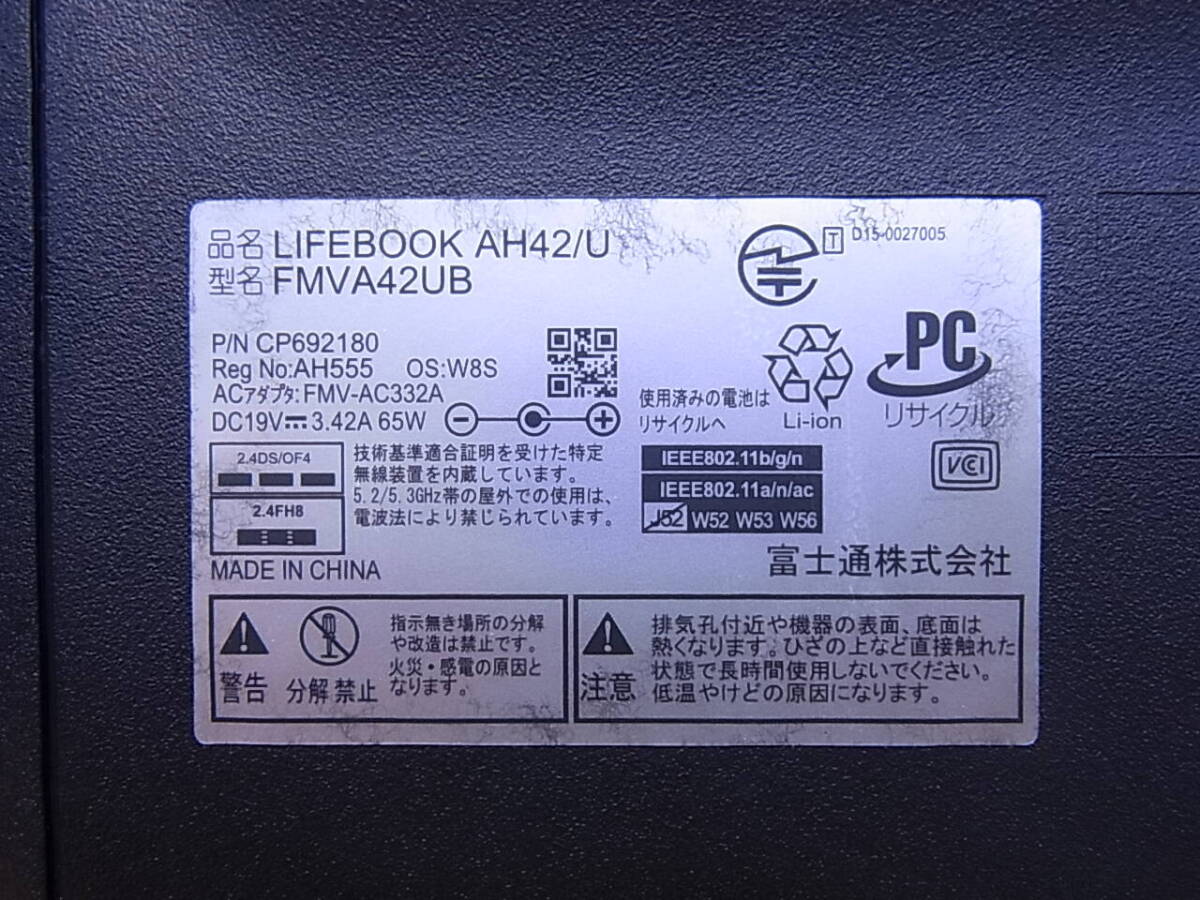 品名 LIFEBOOK AH42/U
型名 FMVA42UB
T D15-0027005
P/N CP692180
Reg No:AH555 OS:W8S
ACアダプタ:FMV-AC332A
DC19V 3.42A 65W
使用済みの電池は
リサイクルへ
Li-ion
PC
リサイクル
2.4DS/OF4
2.4FH8
技術基準適合証明を受けた特定
無線装置を内蔵しています。
5.2/5.3GHz帯の屋外での使用は、
電波法により禁じられています。
IEEE802.11b/g/n
IEEE802.11a/n/ac
J52 W52 W53 W56
VCCI
MADE IN CHINA
富士通株式会社
警告
分解禁止
指示無き場所の分解
や改造は禁止です。
火災・感電の原因と
なります。
注意
排気孔付近や機器の表面、底面は
熱くなります。ひざの上など直接触れた
状態で長時間使用しないでください。
低温やけどの原因になります。